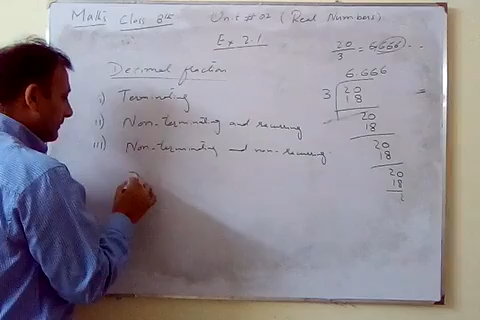 Maths Class 8th Unit # 02 (Real Numbers)
Ex 2.1
20/3 = 6.666...
Decimal fraction
i) Terminating
ii) Non-terminating and recurring
iii) Non-terminating and non-recurring
6.666
3 20
18
20
18
20
18
20
18
2
=